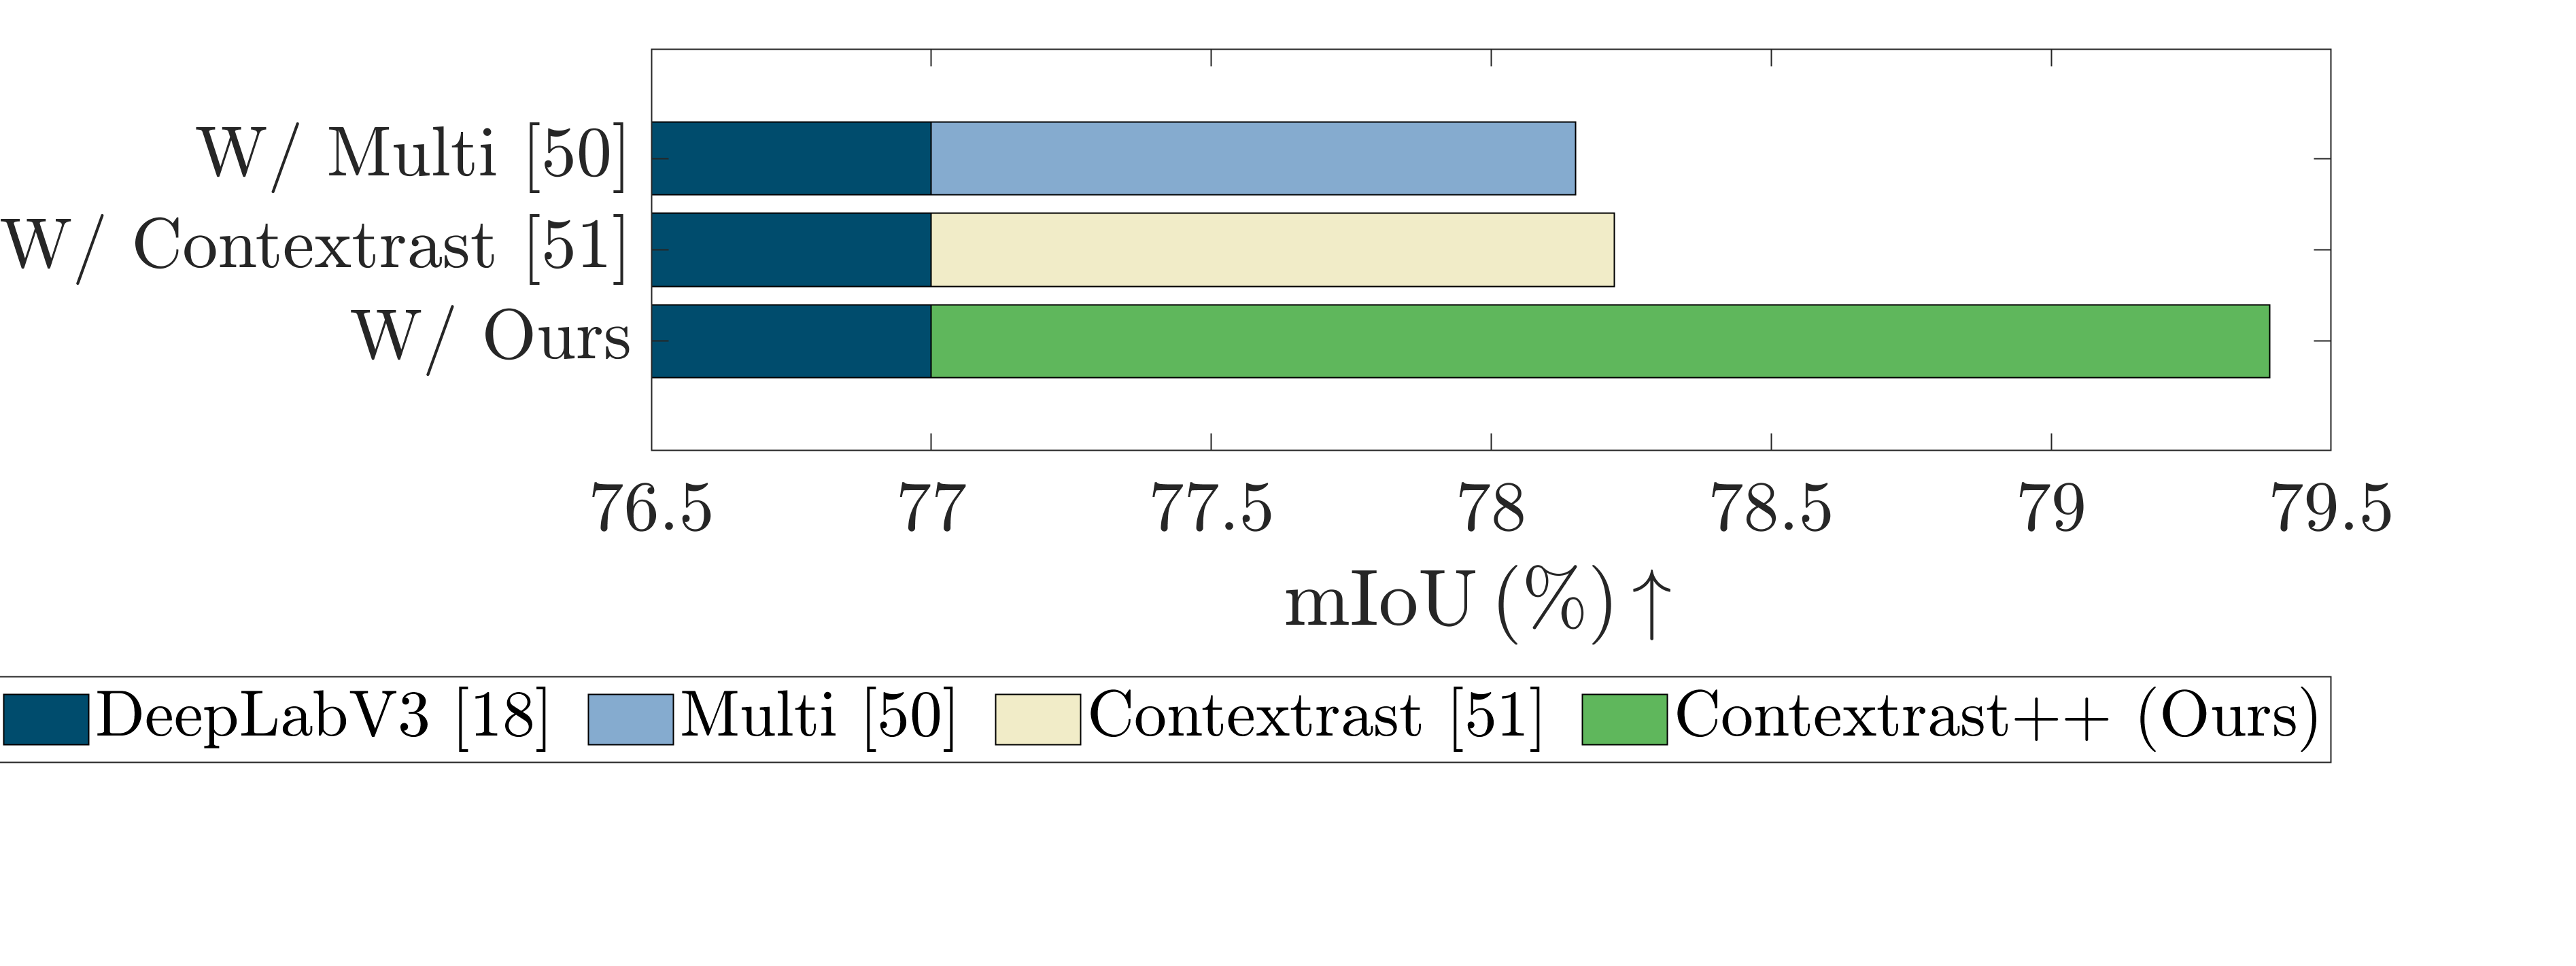 W/ Multi [50]
W/ Contextrast [51]
W/ Ours
76.5 77 77.5 78 78.5 79 79.5
mIoU (%) ↑
DeepLabV3 [18] Multi [50] Contextrast [51] Contextrast++ (Ours)